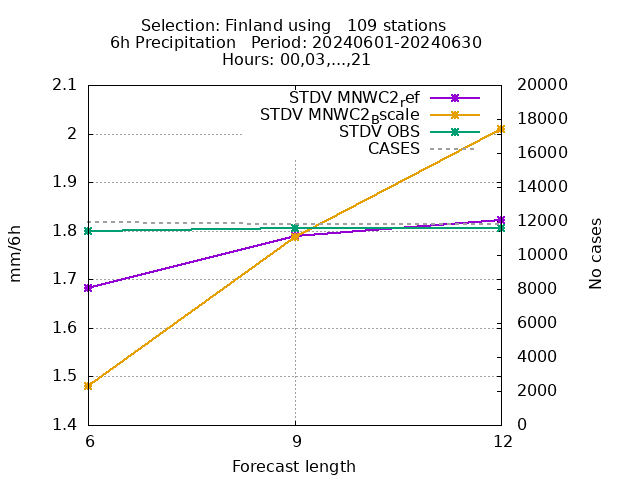 Selection: Finland using   109 stations
6h Precipitation   Period: 20240601-20240630
Hours: 00,03,...,21
STDV MNWC2ref
STDV MNWC2Bscale
STDV OBS
CASES
2.1
2
1.9
1.8
1.7
1.6
1.5
1.4
mm/6h
20000
18000
16000
14000
12000
10000
8000
6000
4000
2000
0
No cases
6 9 12
Forecast length